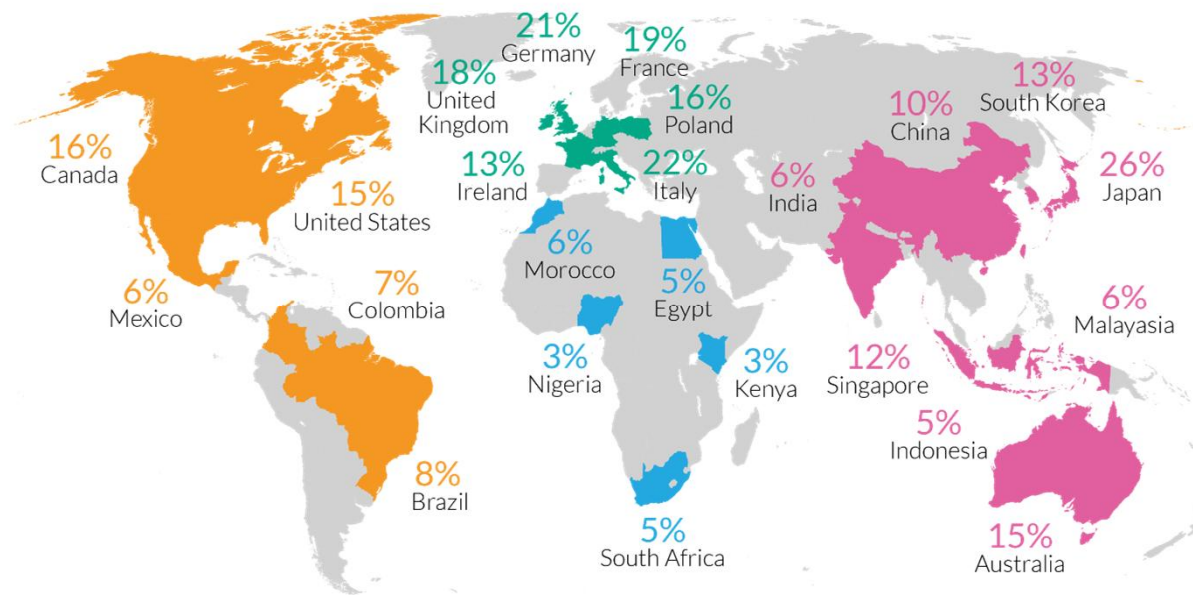 21%
Germany
19%
France
18%
United
Kingdom
16%
Poland
13%
Ireland
22%
Italy
16%
Canada
15%
United States
6%
Mexico
7%
Colombia
8%
Brazil
6%
Morocco
5%
Egypt
3%
Nigeria
3%
Kenya
5%
South Africa
13%
South Korea
10%
China
26%
Japan
6%
India
6%
Malayasia
12%
Singapore
5%
Indonesia
15%
Australia